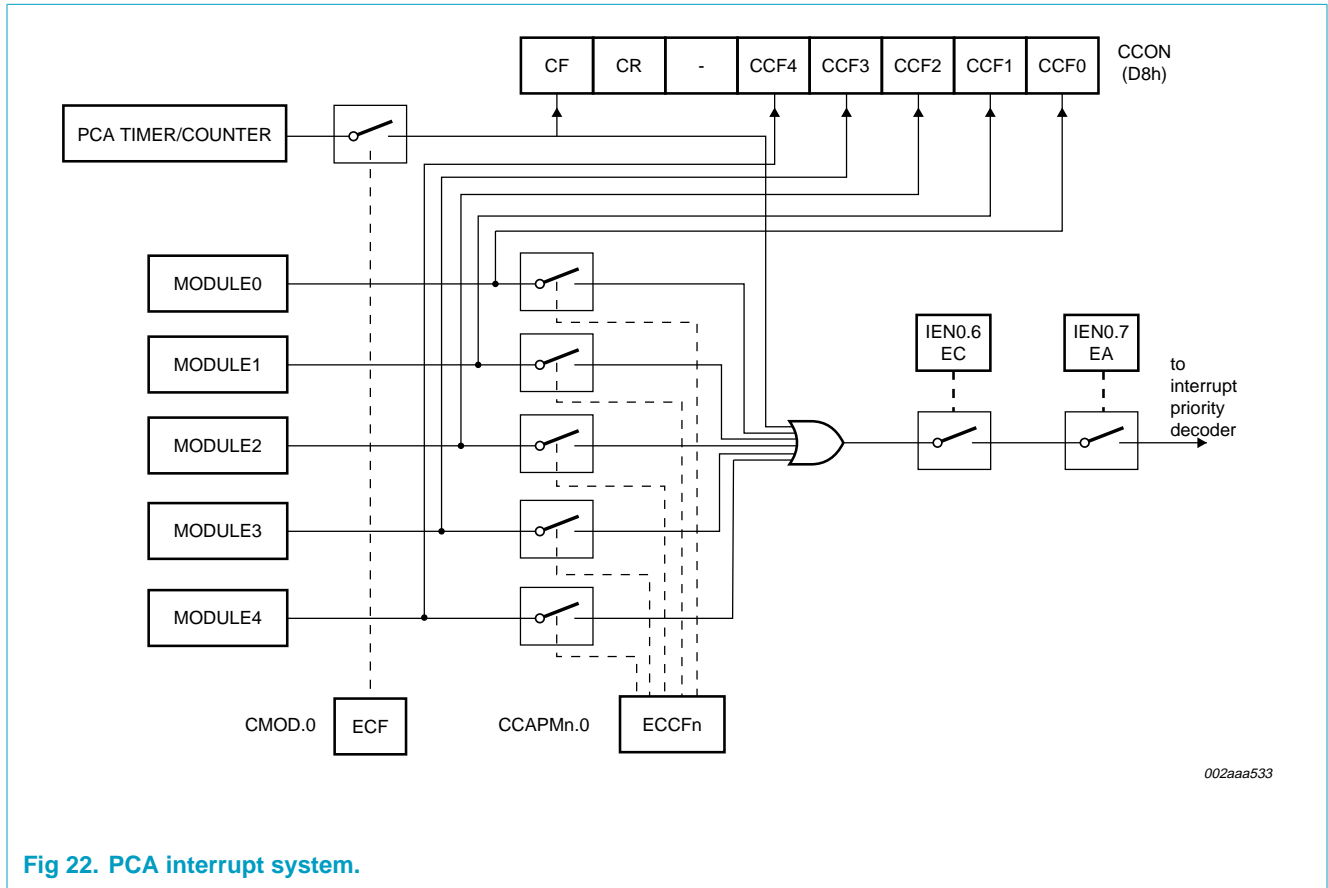 CF CR - CCF4 CCF3 CCF2 CCF1 CCF0 CCON
(D8h)
PCA TIMER/COUNTER
MODULE0
MODULE1
MODULE2
MODULE3
MODULE4
IEN0.6
EC
IEN0.7
EA
to
interrupt
priority
decoder
CMOD.0 ECF
CCAPMn.0 ECCFn
002aaa533
Fig 22. PCA interrupt system.